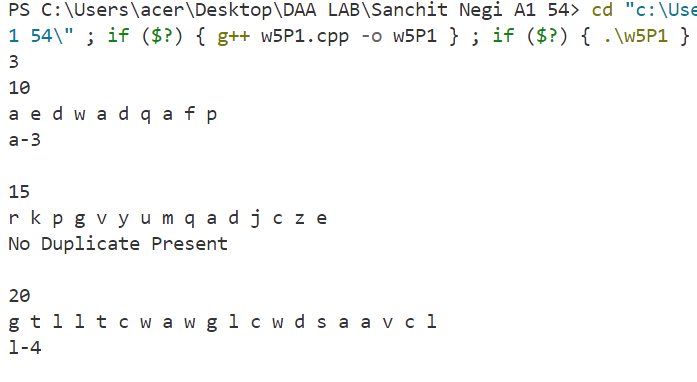 PS C:\Users\acer\Desktop\DAA LAB\Sanchit Negi A1 54> cd "c:\Use
1 54\" ; if ($?) { g++ w5P1.cpp -o w5P1 } ; if ($?) { .\w5P1 }
3
10
a e d w a d q a f p
a-3

15
r k p g v y u m q a d j c z e
No Duplicate Present

20
g t l l t c w a w g l c w d s a a v c l
l-4